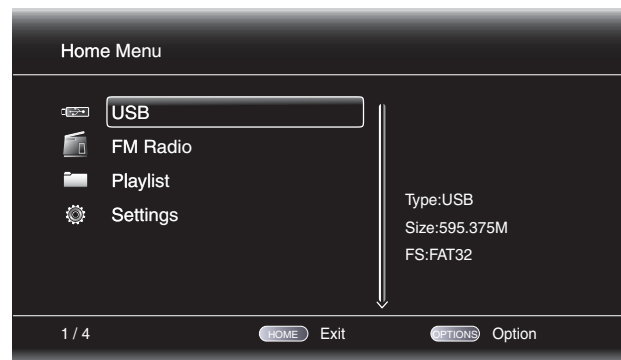 Home Menu
USB
FM Radio
Playlist
Settings
Type:USB
Size:595.375M
FS:FAT32
1 / 4 HOME Exit OPTIONS Option